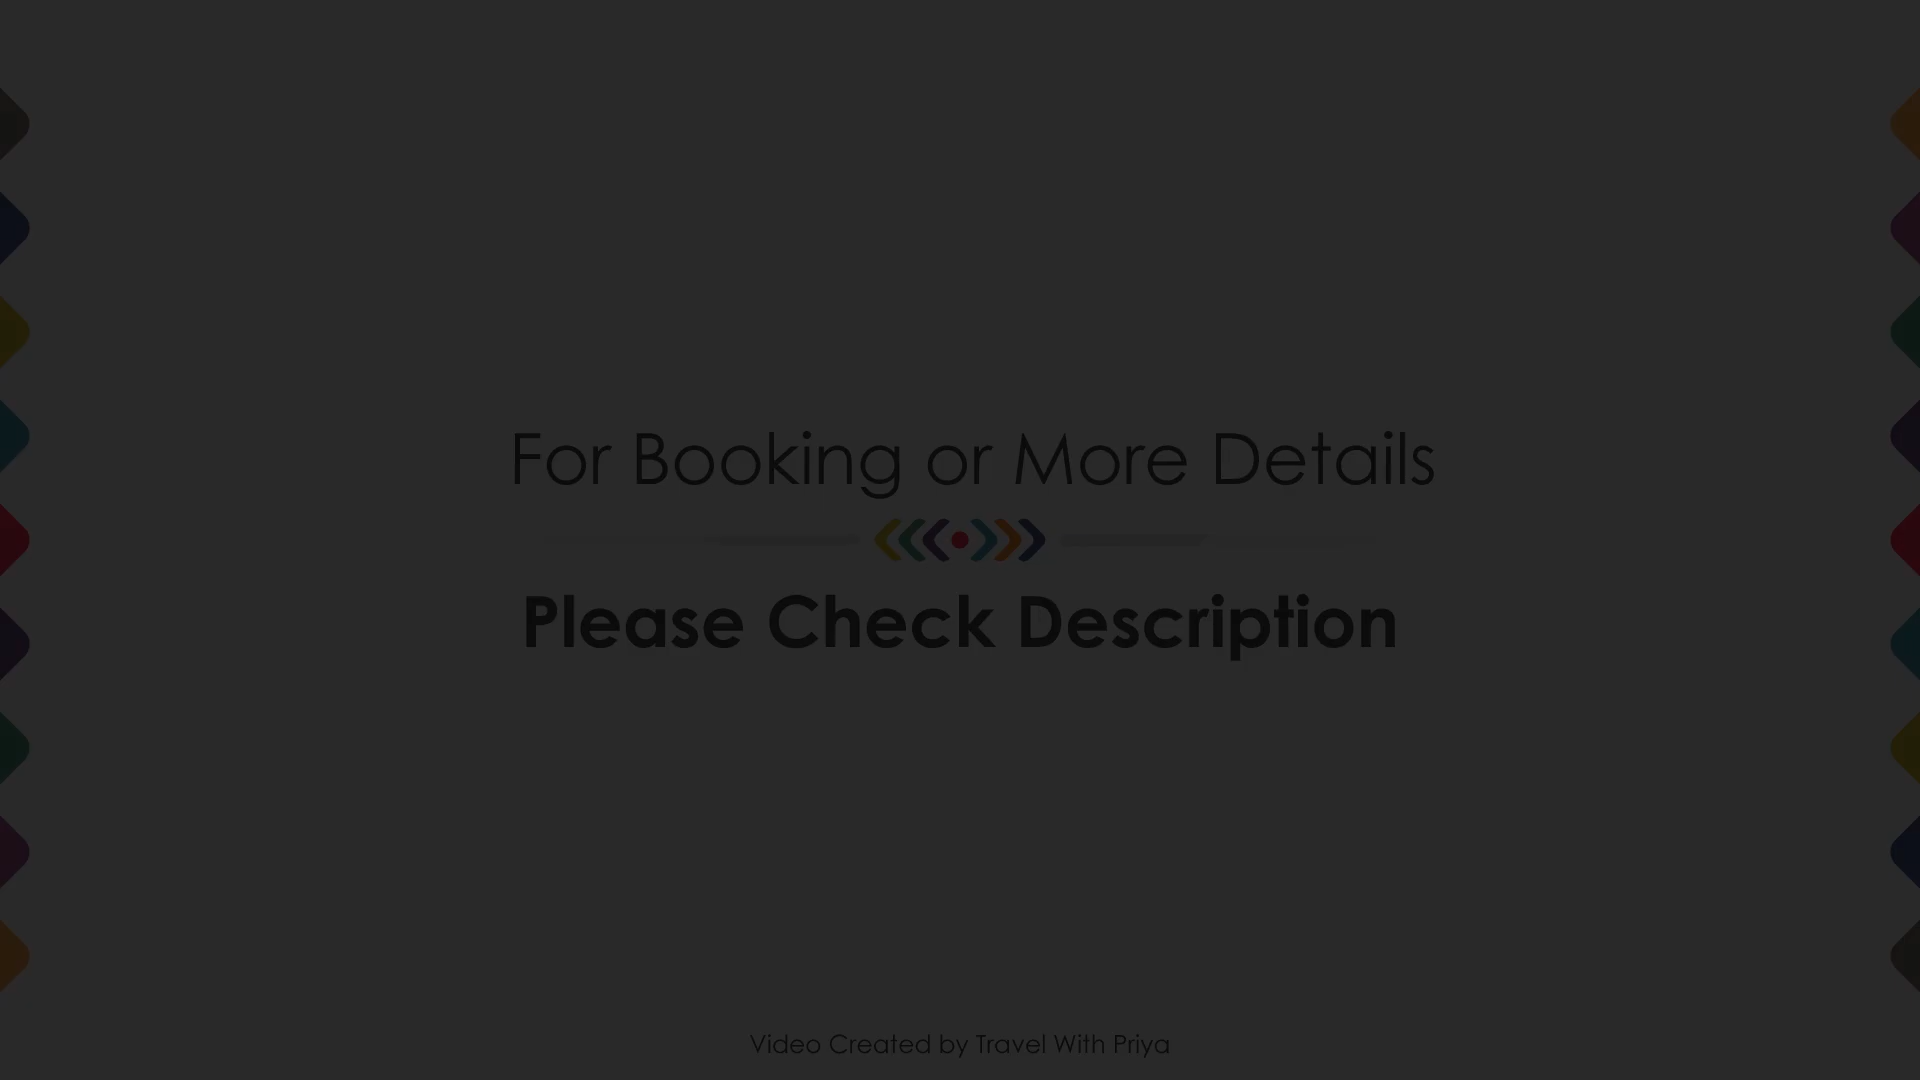 For Booking or More Details
Please Check Description
Video Created by Travel With Priya